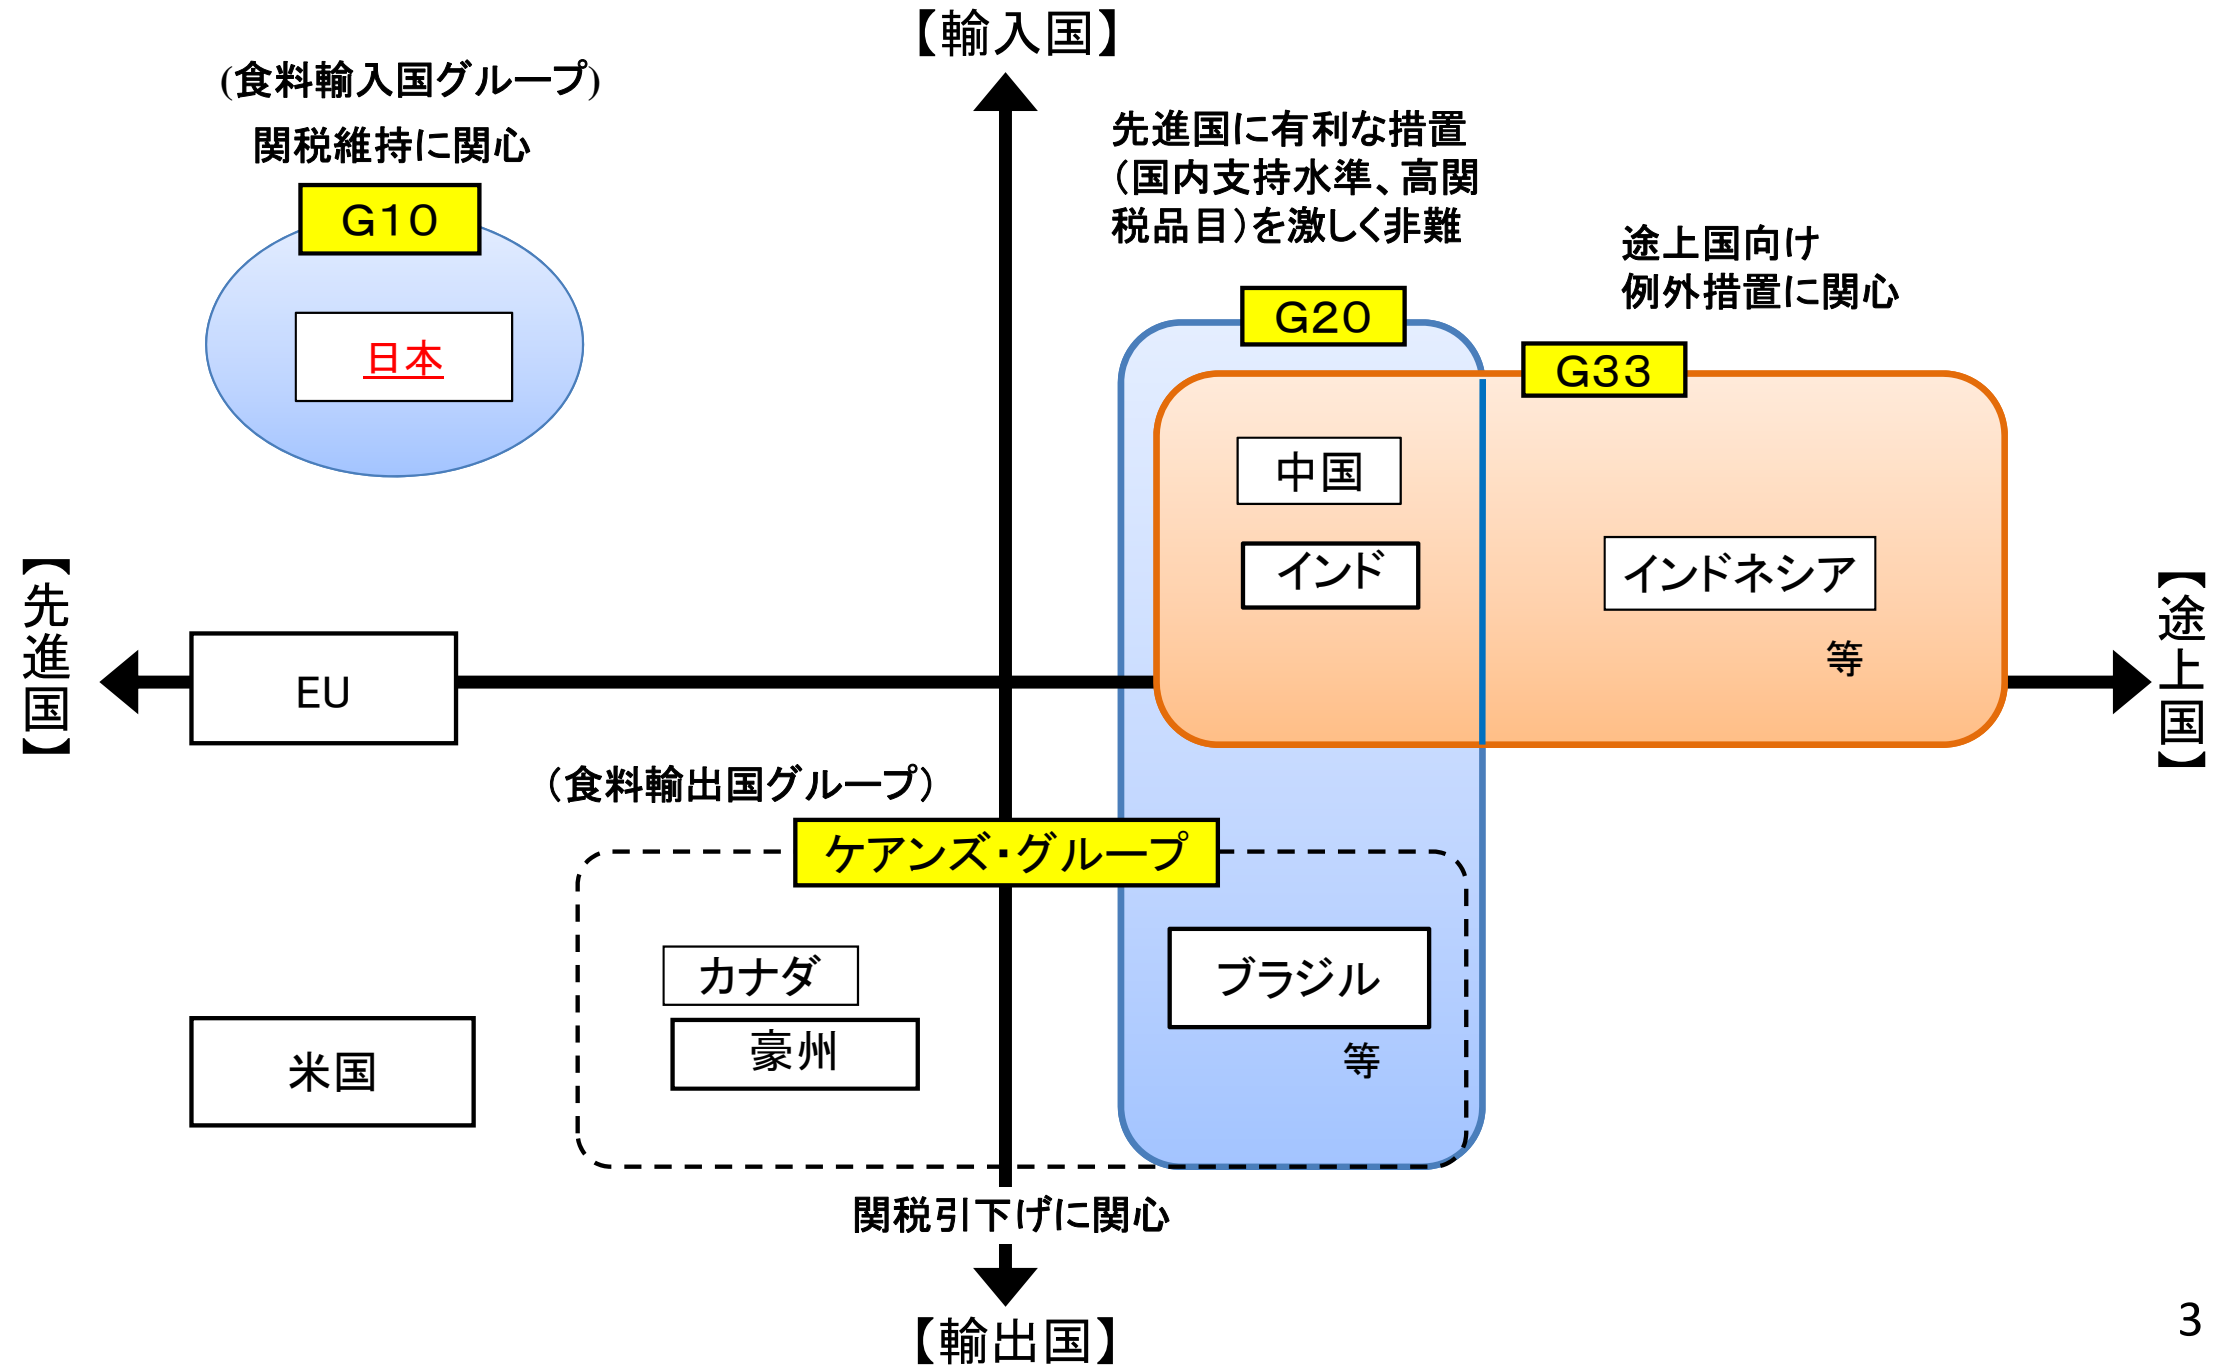 【輸入国】
(食料輸入国グループ)
関税維持に関心
G10
日本
先進国に有利な措置
（国内支持水準、高関
税品目）を激しく非難
途上国向け
例外措置に関心
G20
G33
中国
インド
インドネシア
等
【先進国】
EU
【途上国】
（食料輸出国グループ）
ケアンズ・グループ
カナダ
豪州
ブラジル
等
米国
関税引下げに関心
【輸出国】
3